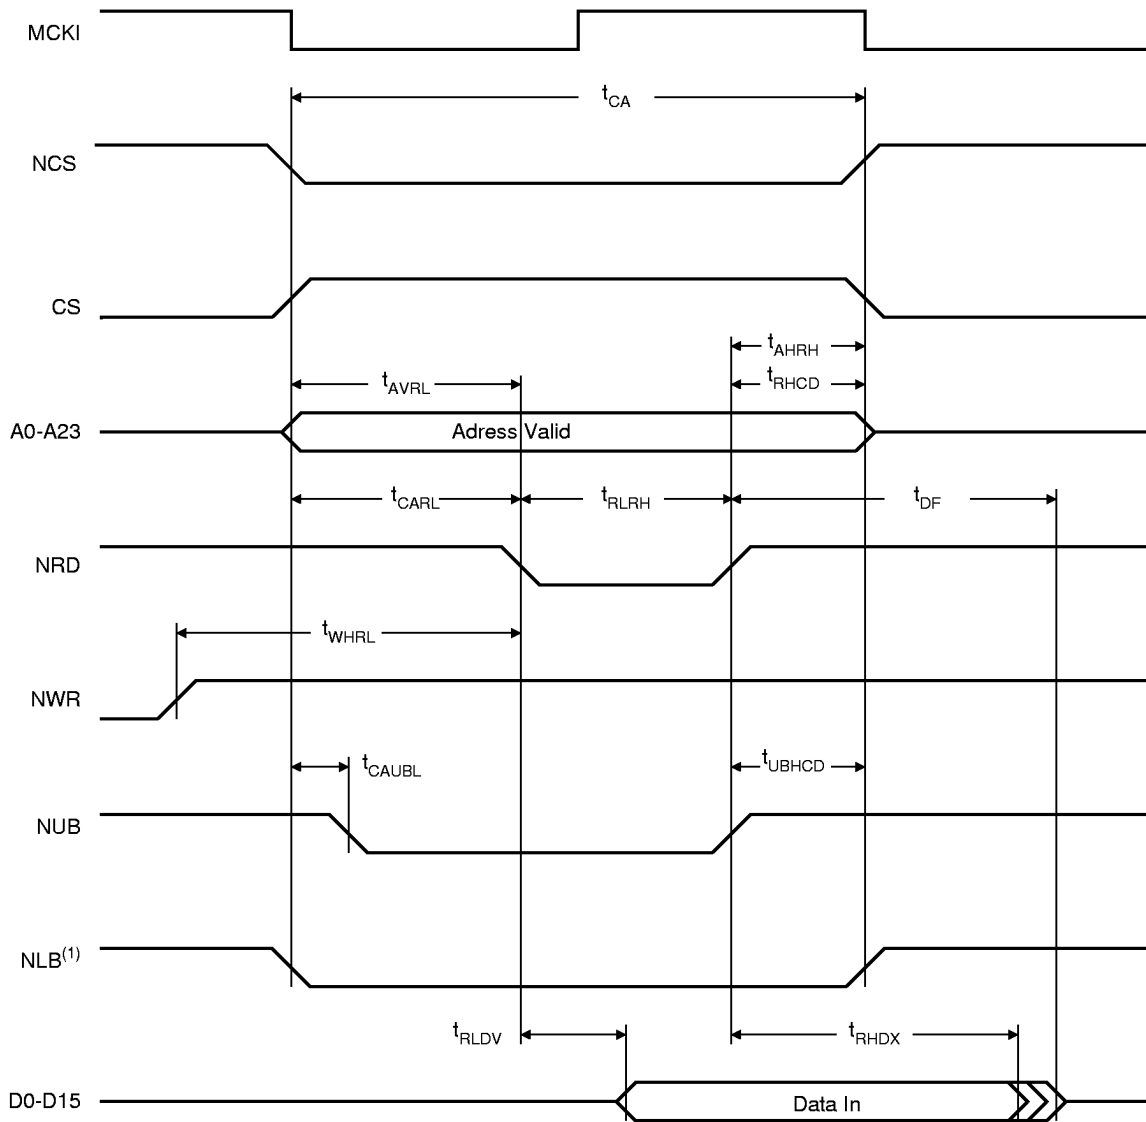 MCKI
tCA
NCS
CS
tAHRH
tAVRL
tRHCD
A0-A23
Adress Valid
tCARL
tRLRH
tDF
NRD
tWHRL
NWR
tCAUBL
tUBHCD
NUB
NLB(1)
tRLDV
tRHDX
D0-D15
Data In